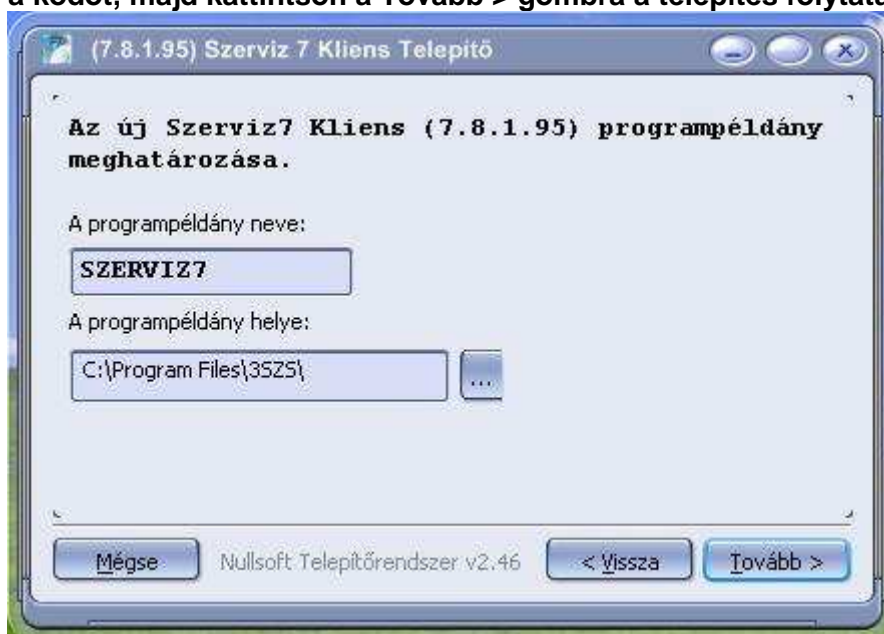 a kódot, majd kattintson a Tovább > gombra a telepítés
(7.8.1.95) Szerviz 7 Kliens Telepítő
Az új Szerviz7 Kliens (7.8.1.95) programpéldány
meghatározása.
A programpéldány neve:
SZERVIZ7
A programpéldány helye:
C:\Program Files\3SZS\
...
Mégse
Nullsoft Telepítőrendszer v2.46
< Vissza
Tovább >